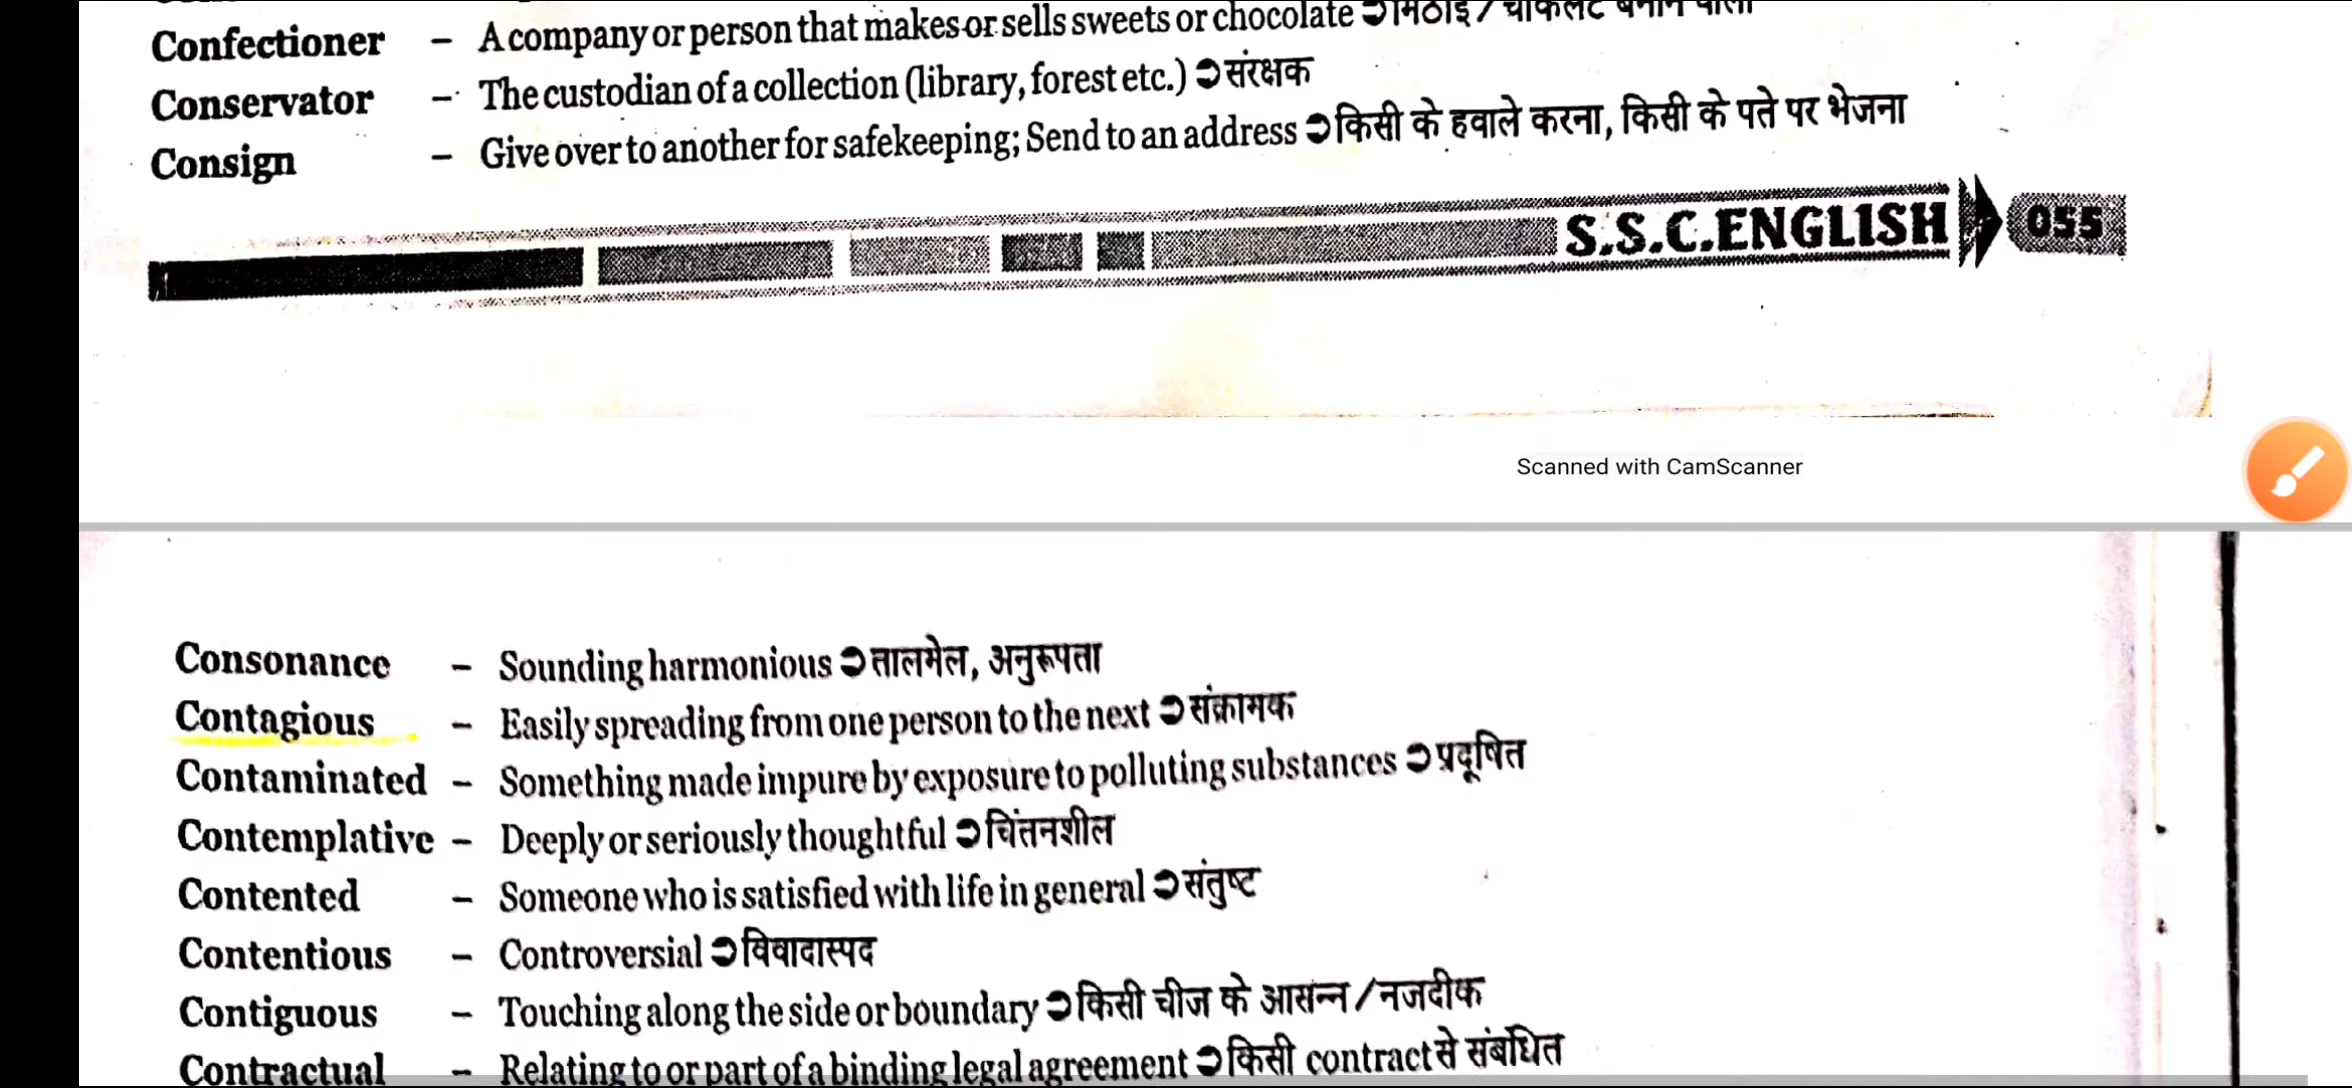 Confectioner - A company or person that makes or sells sweets or chocolate ➲ मिठाई / चॉकलेट बनाने वाला
Conservator - The custodian of a collection (library, forest etc.) ➲ संरक्षक
Consign - Give over to another for safekeeping; Send to an address ➲ किसी के हवाले करना, किसी के पते पर भेजना
S.S.C. ENGLISH 055
Scanned with CamScanner
Consonance - Sounding harmonious ➲ तालमेल, अनुरूपता
Contagious - Easily spreading from one person to the next ➲ संक्रामक
Contaminated - Something made impure by exposure to polluting substances ➲ प्रदूषित
Contemplative - Deeply or seriously thoughtful ➲ चिंतनशील
Contented - Someone who is satisfied with life in general ➲ संतुष्ट
Contentious - Controversial ➲ विवादास्पद
Contiguous - Touching along the side or boundary ➲ किसी चीज के आसन्न / नजदीक
Contractual - Relating to or part of a binding legal agreement ➲ किसी contract से संबंधित